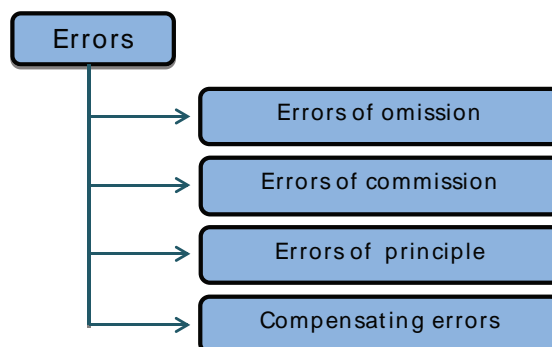 Errors
Errors of omission
Errors of commission
Errors of principle
Compensating errors